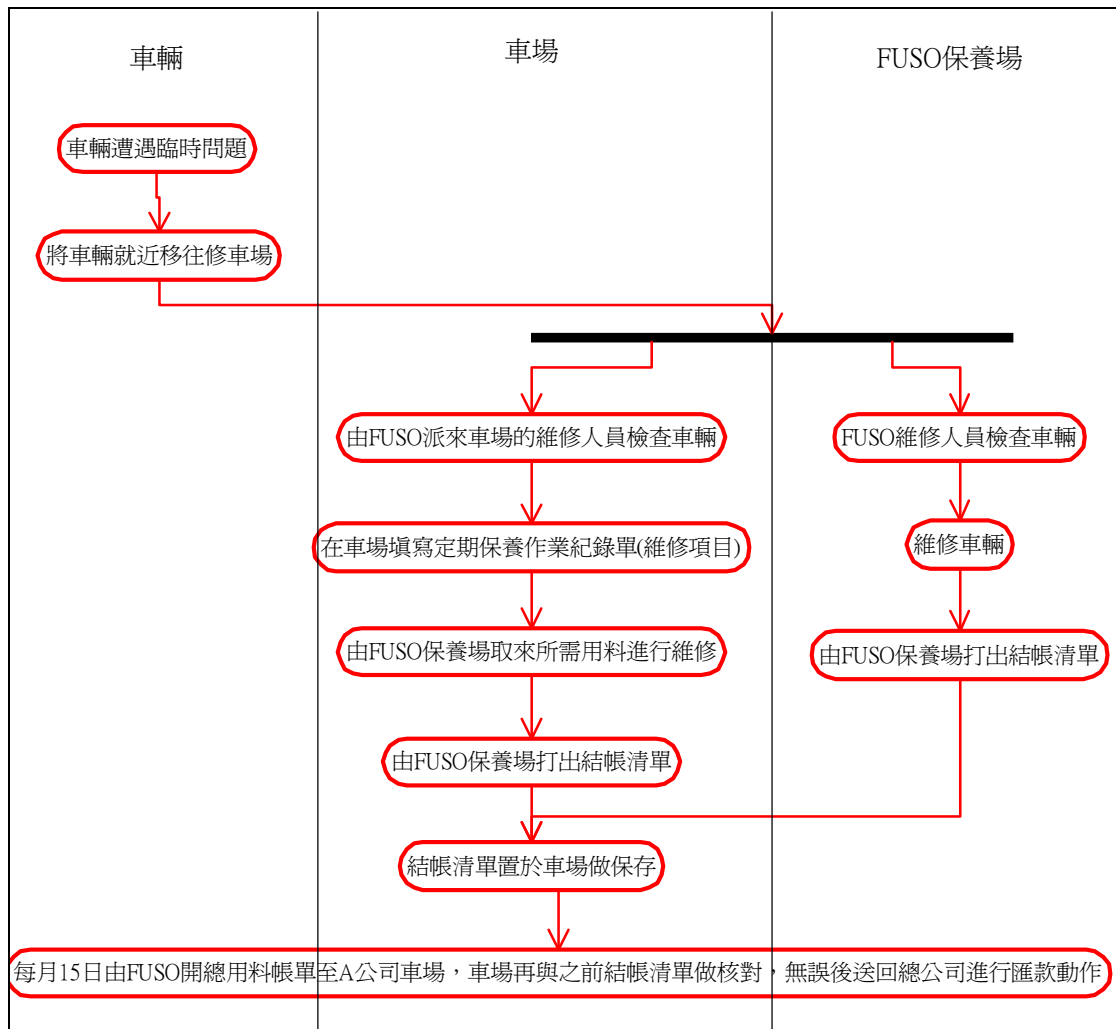 車輛
車場
FUSO保養場
車輛遭遇臨時問題
將車輛就近移往修車場
由FUSO派來車場的維修人員檢查車輛
FUSO維修人員檢查車輛
在車場填寫定期保養作業紀錄單(維修項目)
維修車輛
由FUSO保養場取來所需用料進行維修
由FUSO保養場打出結帳清單
由FUSO保養場打出結帳清單
結帳清單置於車場做保存
每月15日由FUSO開總用料帳單至A公司車場，車場再與之前結帳清單做核對，無誤後送回總公司進行匯款動作